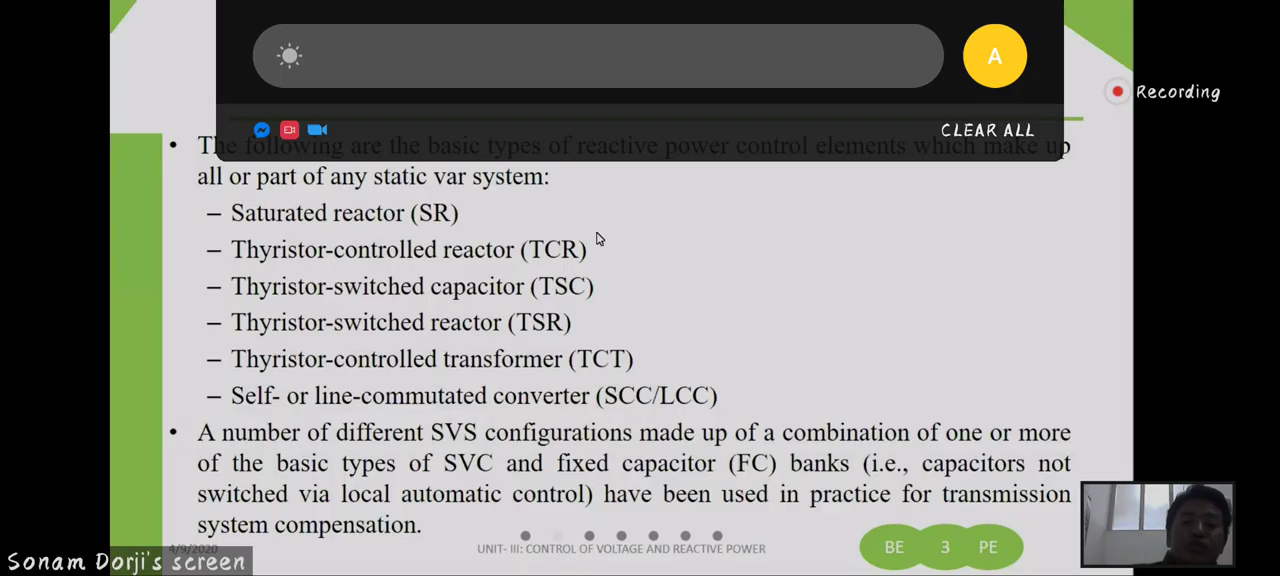 A
Recording
CLEAR ALL
• The following are the basic types of reactive power control elements which make up
all or part of any static var system:
– Saturated reactor (SR)
– Thyristor-controlled reactor (TCR)
– Thyristor-switched capacitor (TSC)
– Thyristor-switched reactor (TSR)
– Thyristor-controlled transformer (TCT)
– Self- or line-commutated converter (SCC/LCC)
• A number of different SVS configurations made up of a combination of one or more
of the basic types of SVC and fixed capacitor (FC) banks (i.e., capacitors not
switched via local automatic control) have been used in practice for transmission
system compensation.
4/9/2020
UNIT- III: CONTROL OF VOLTAGE AND REACTIVE POWER
BE 3 PE
Sonam Dorji's screen